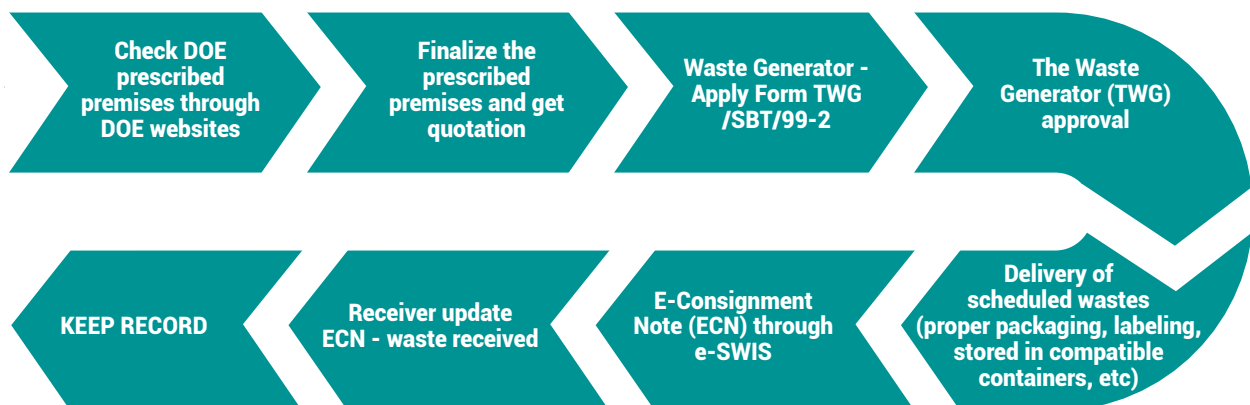 Check DOE
prescribed
premises through
DOE websites
Finalize the
prescribed
premises and get
quotation
Waste Generator -
Apply Form TWG
/SBT/99-2
The Waste
Generator (TWG)
approval
Delivery of
scheduled wastes
(proper packaging, labeling,
stored in compatible
containers, etc)
E-Consignment
Note (ECN) through
e-SWIS
Receiver update
ECN - waste received
KEEP RECORD